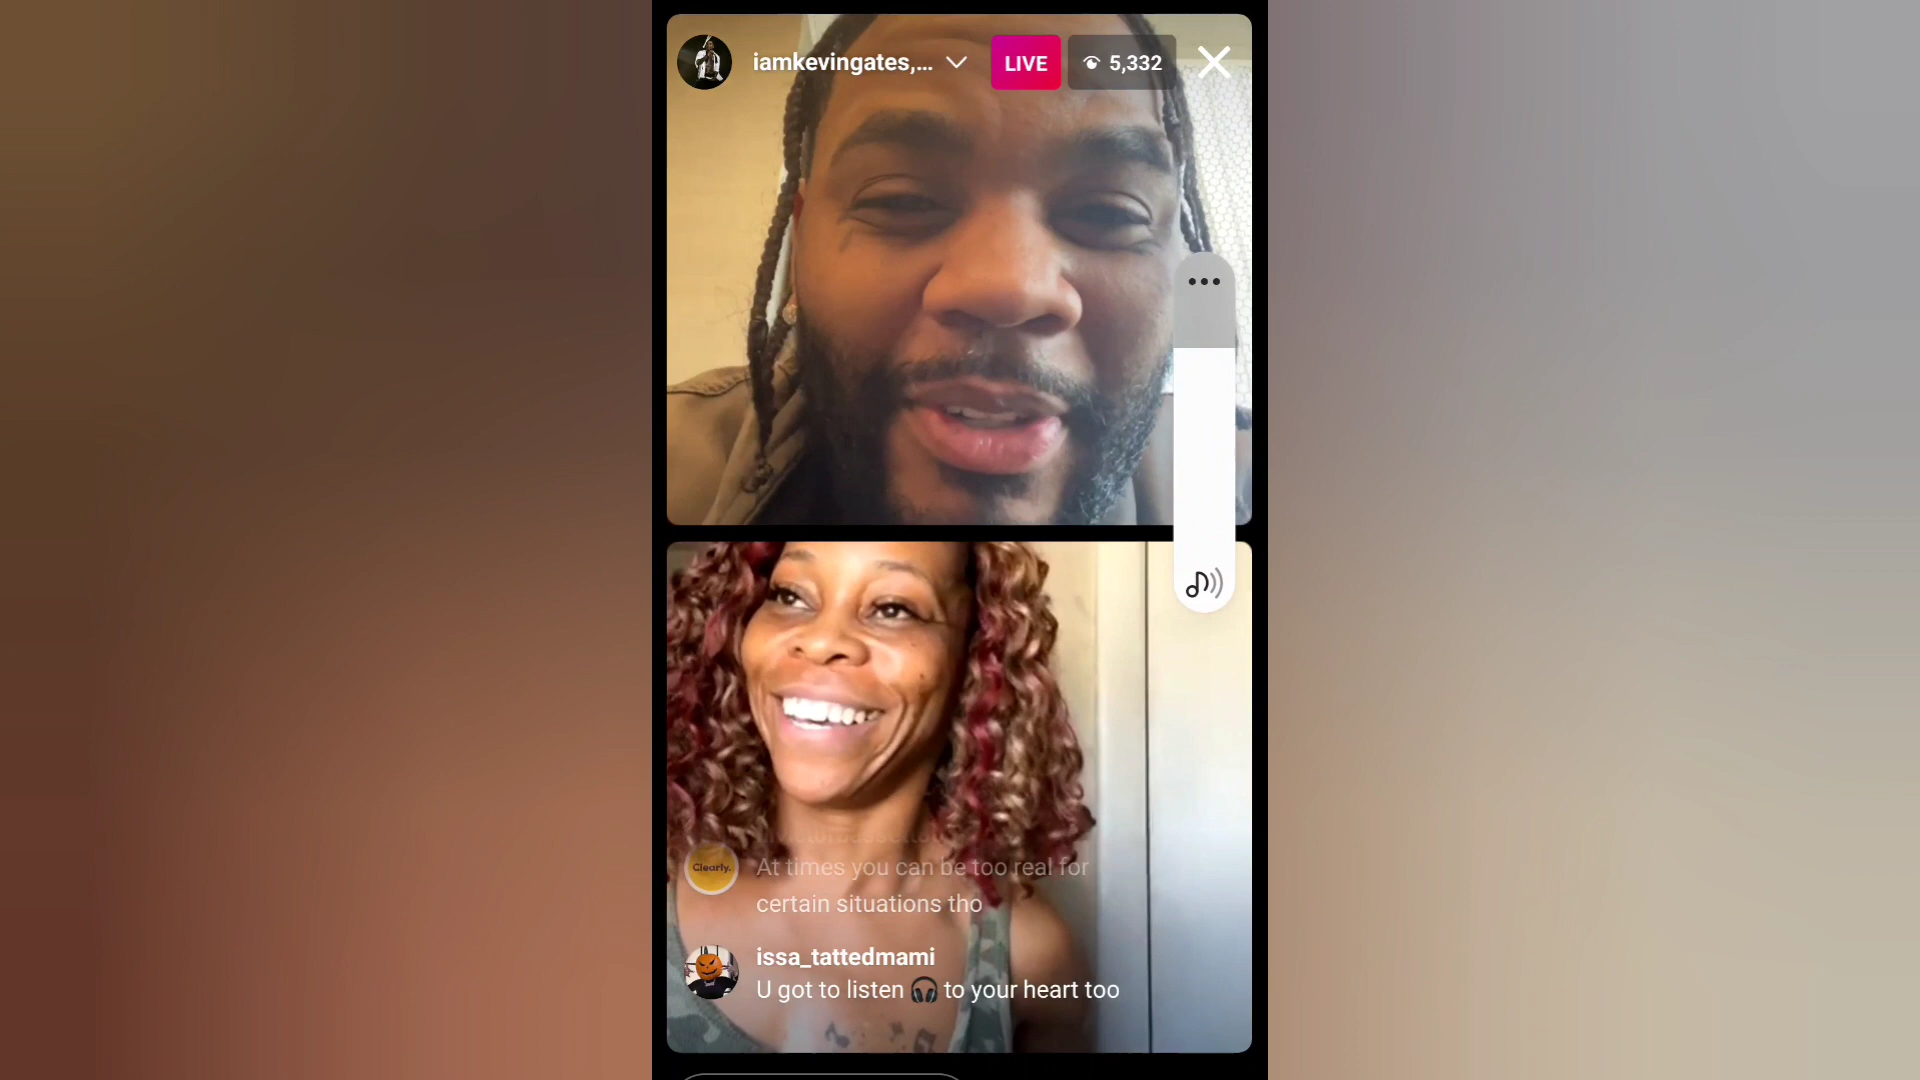 iamkevingates,...
LIVE
5,332
Clearly.
At times you can be too real for
certain situations tho
issa_tattedmami
U got to listen 🎧 to your heart too